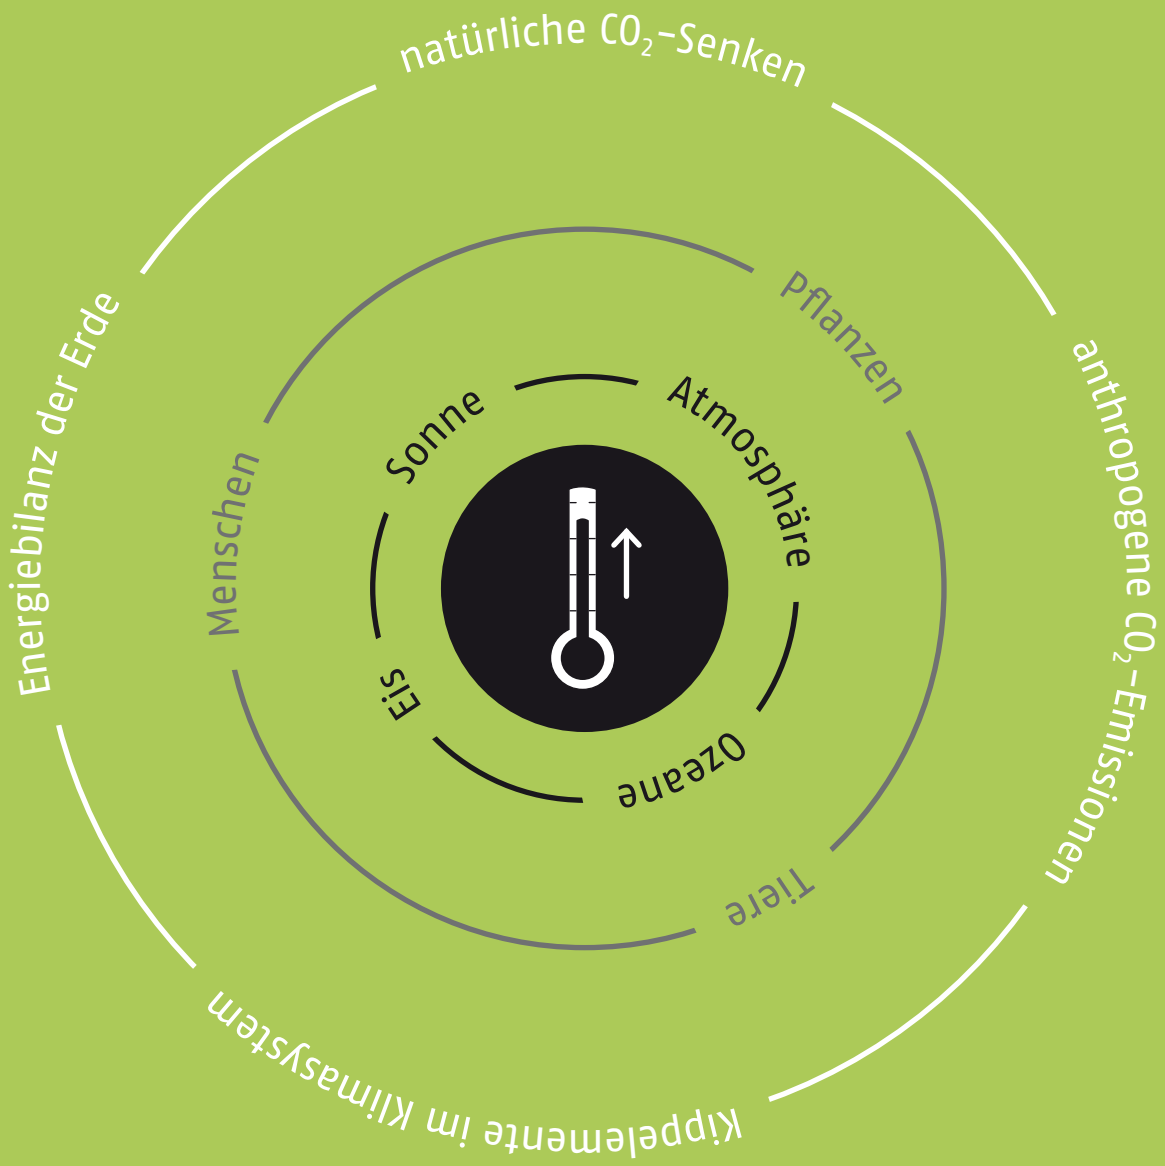 natürliche CO₂-Senken
anthropogene CO₂-Emissionen
Kippelemente im Klimasystem
Energiebilanz der Erde
Pflanzen
Tiere
Menschen
Sonne
Atmosphäre
Ozeane
Eis